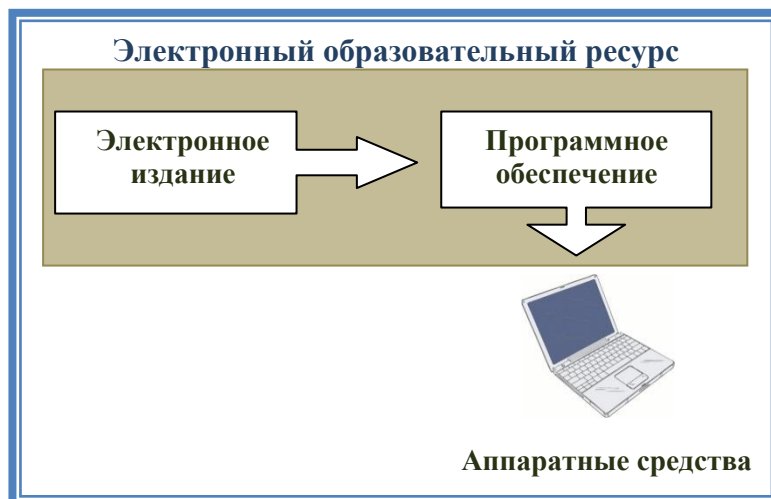 Электронный образовательный ресурс
Электронное
издание
Программное
обеспечение
Аппаратные средства